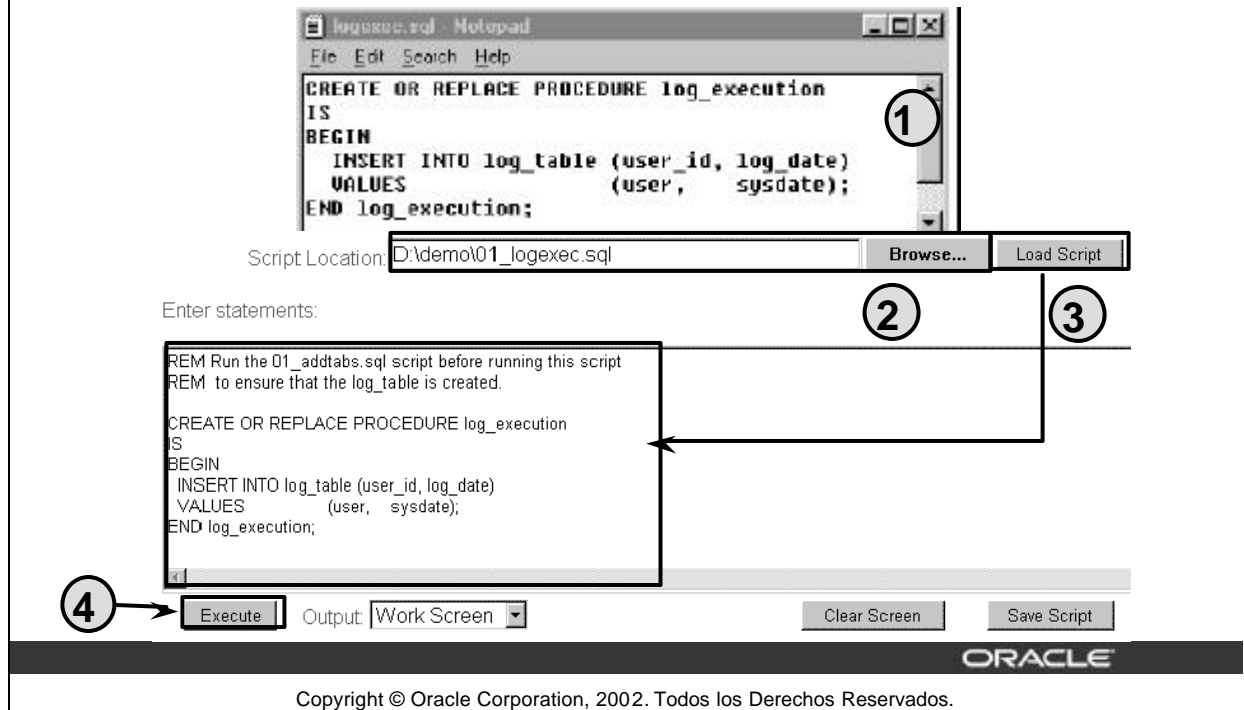 logexec.sql - Notepad
File Edit Search Help
CREATE OR REPLACE PROCEDURE log_execution
IS
BEGIN
INSERT INTO log_table (user_id, log_date)
VALUES (user, sysdate);
END log_execution;
1
Script Location: D:\demo\01_logexec.sql Browse... Load Script
2
3
Enter statements:
REM Run the 01_addtabs.sql script before running this script
REM to ensure that the log_table is created.
CREATE OR REPLACE PROCEDURE log_execution
IS
BEGIN
INSERT INTO log_table (user_id, log_date)
VALUES (user, sysdate);
END log_execution;
4
Execute Output: Work Screen Clear Screen Save Script
ORACLE
Copyright © Oracle Corporation, 2002. Todos los Derechos Reservados.